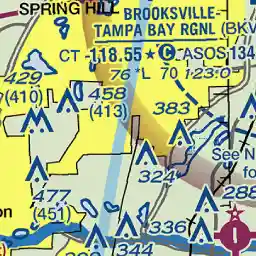 SPRING HILL
BROOKSVILLE-
TAMPA BAY RGNL (BKV
CT - 118.55 ★ C ASOS 134
76 *L 70 123.0
429
(410)
458
(413)
383
See N
fo
324
288
477
(451)
on
336
344